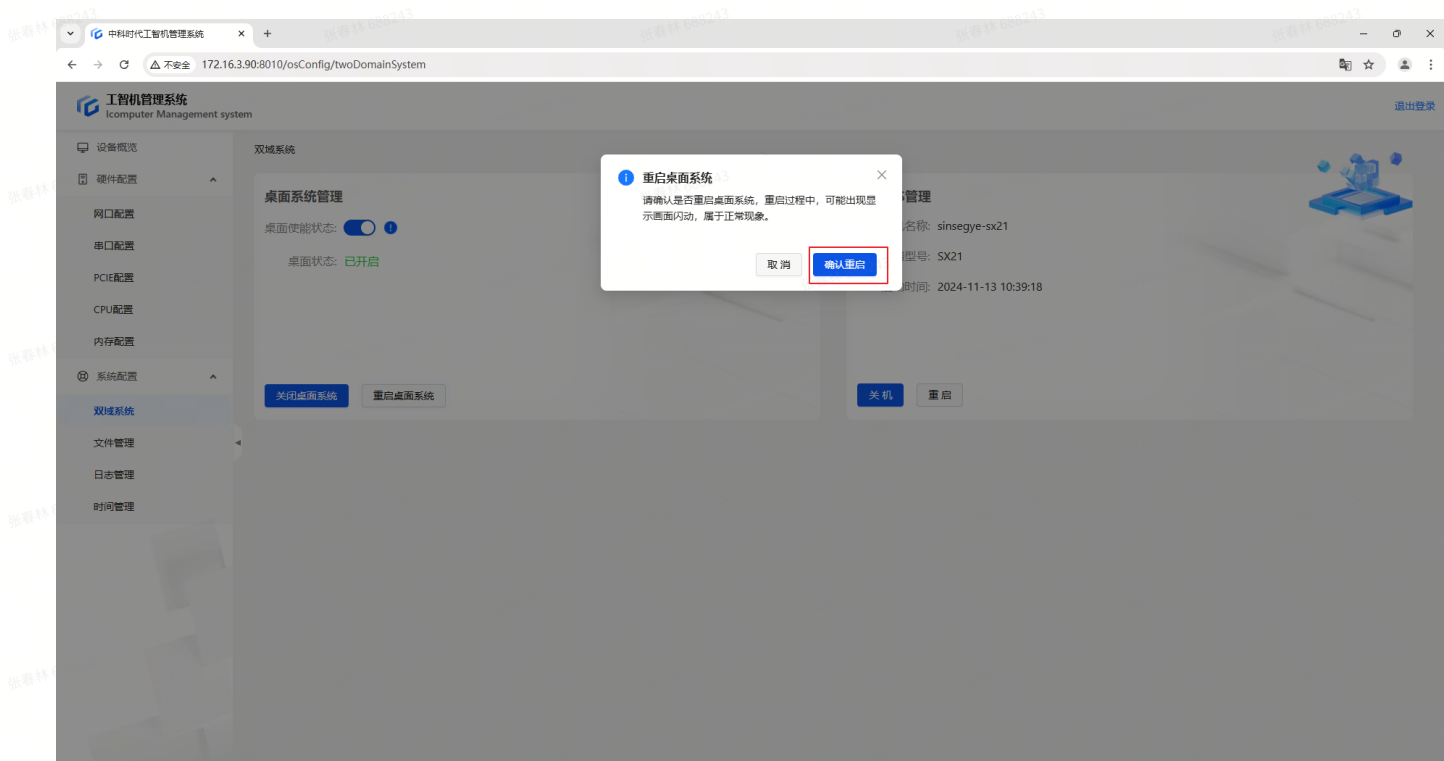 中科时代工智机管理系统
不安全 172.16.3.90:8010/osConfig/twoDomainSystem
工智机管理系统
Icomputer Management system
退出登录
设备概览
硬件配置
网口配置
串口配置
PCIE配置
CPU配置
内存配置
系统配置
双域系统
文件管理
日志管理
时间管理
双域系统
桌面系统管理
桌面使能状态:
桌面状态: 已开启
关闭桌面系统
重启桌面系统
重启桌面系统
请确认是否重启桌面系统，重启过程中，可能出现显
示画面闪动，属于正常现象。
取 消
确认重启
管理
名称: sinsegye-sx21
型号: SX21
时间: 2024-11-13 10:39:18
关 机
重 启
张春林 688243